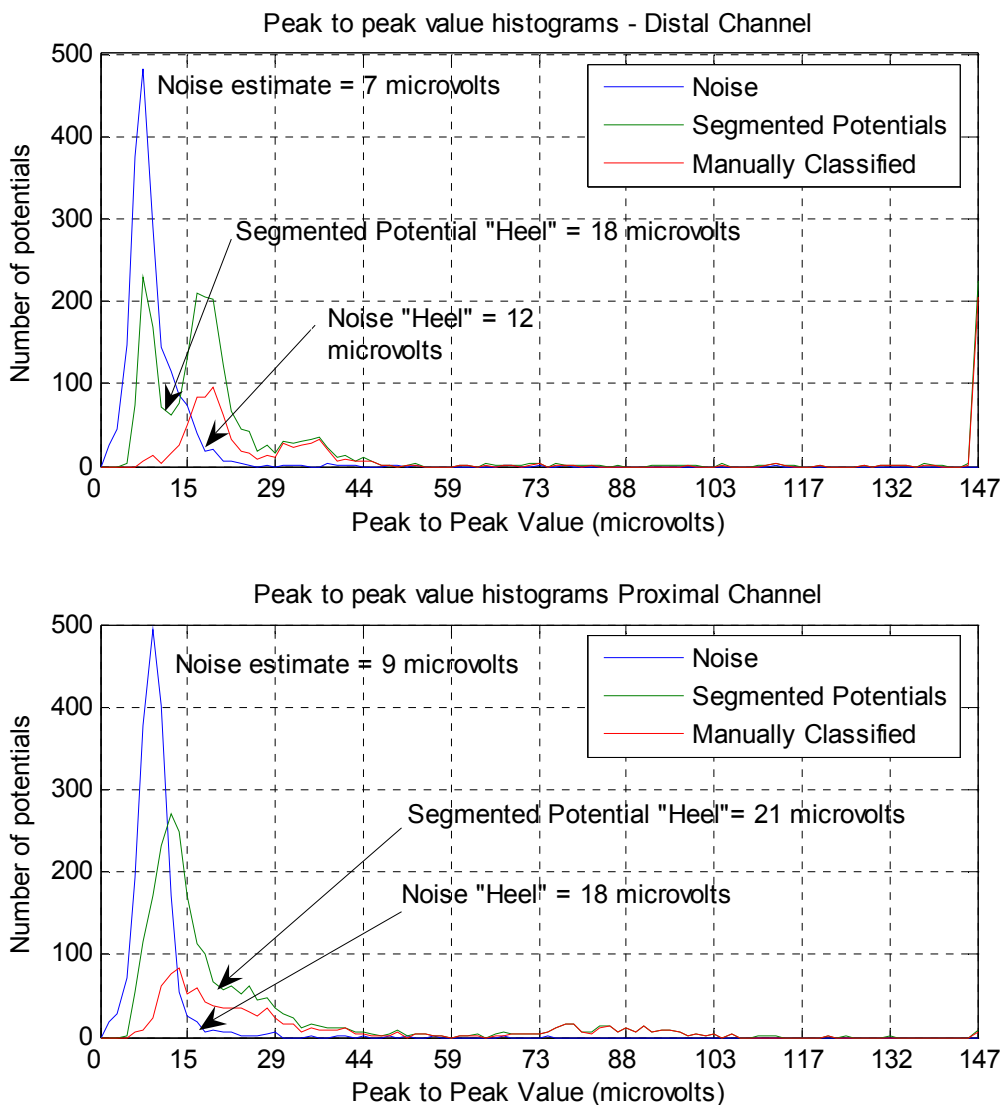 Peak to peak value histograms - Distal Channel
500
400
300
200
100
0
Number of potentials
Noise estimate = 7 microvolts
Noise
Segmented Potentials
Manually Classified
Segmented Potential "Heel" = 18 microvolts
Noise "Heel" = 12
microvolts
0 15 29 44 59 73 88 103 117 132 147
Peak to Peak Value (microvolts)
Peak to peak value histograms Proximal Channel
500
400
300
200
100
0
Number of potentials
Noise estimate = 9 microvolts
Noise
Segmented Potentials
Manually Classified
Segmented Potential "Heel"= 21 microvolts
Noise "Heel" = 18 microvolts
0 15 29 44 59 73 88 103 117 132 147
Peak to Peak Value (microvolts)